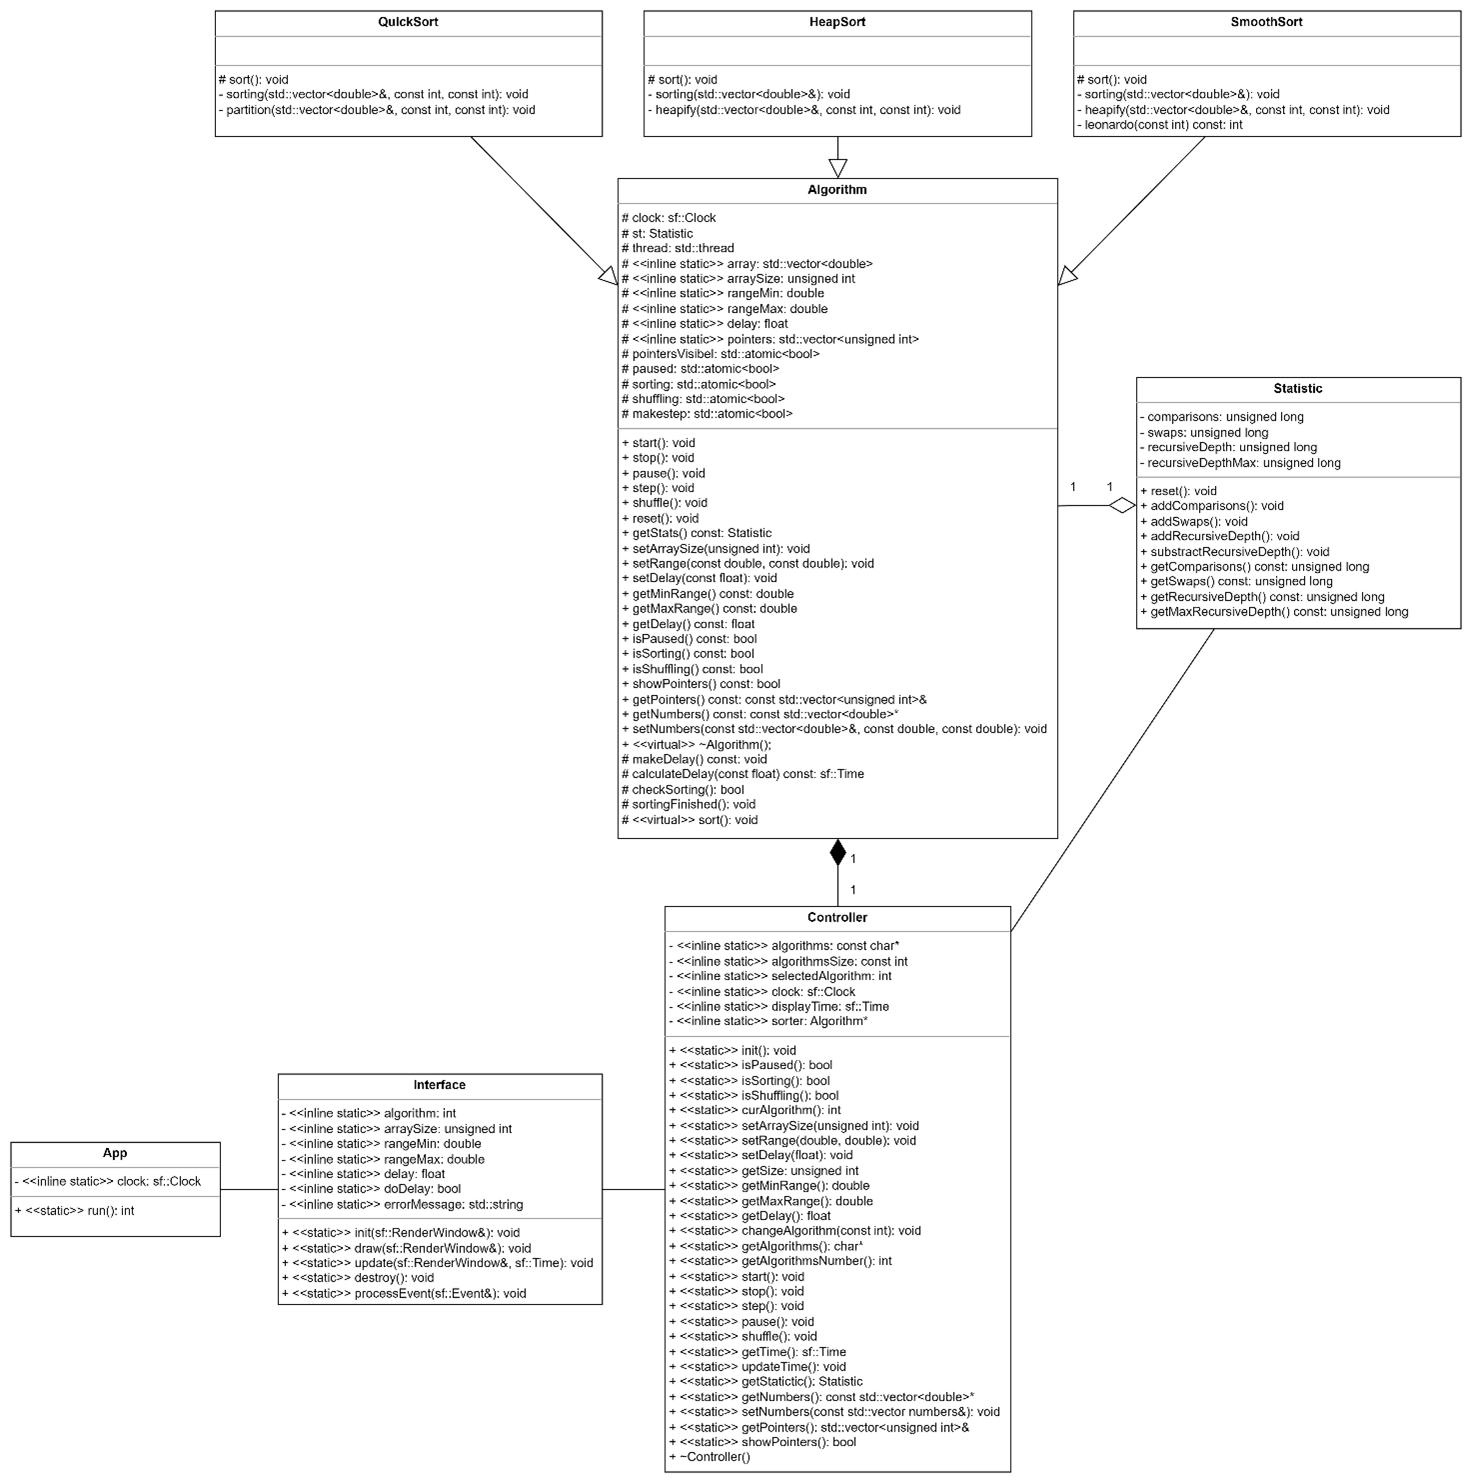 QuickSort
# sort(): void
- sorting(std::vector<double>&, const int, const int): void
- partition(std::vector<double>&, const int, const int): void
HeapSort
# sort(): void
- sorting(std::vector<double>&): void
- heapify(std::vector<double>&, const int, const int): void
SmoothSort
# sort(): void
- sorting(std::vector<double>&): void
- heapify(std::vector<double>&, const int, const int): void
- leonardo(const int) const: int
Algorithm
# clock: sf::Clock
# st: Statistic
# thread: std::thread
# <<inline static>> array: std::vector<double>
# <<inline static>> arraySize: unsigned int
# <<inline static>> rangeMin: double
# <<inline static>> rangeMax: double
# <<inline static>> delay: float
# <<inline static>> pointers: std::vector<unsigned int>
# pointersVisibel: std::atomic<bool>
# paused: std::atomic<bool>
# sorting: std::atomic<bool>
# shuffling: std::atomic<bool>
# makestep: std::atomic<bool>
+ start(): void
+ stop(): void
+ pause(): void
+ step(): void
+ shuffle(): void
+ reset(): void
+ getStats() const: Statistic
+ setArraySize(unsigned int): void
+ setRange(const double, const double): void
+ setDelay(const float): void
+ getMinRange() const: double
+ getMaxRange() const: double
+ getDelay() const: float
+ isPaused() const: bool
+ isSorting() const: bool
+ isShuffling() const: bool
+ showPointers() const: bool
+ getPointers() const: const std::vector<unsigned int>&
+ getNumbers() const: const std::vector<double>*
+ setNumbers(const std::vector<double>&, const double, const double): void
+ <<virtual>> ~Algorithm();
# makeDelay() const: void
# calculateDelay(const float) const: sf::Time
# checkSorting(): bool
# sortingFinished(): void
# <<virtual>> sort(): void
1 1
Statistic
- comparisons: unsigned long
- swaps: unsigned long
- recursiveDepth: unsigned long
- recursiveDepthMax: unsigned long
+ reset(): void
+ addComparisons(): void
+ addSwaps(): void
+ addRecursiveDepth(): void
+ substractRecursiveDepth(): void
+ getComparisons() const: unsigned long
+ getSwaps() const: unsigned long
+ getRecursiveDepth() const: unsigned long
+ getMaxRecursiveDepth() const: unsigned long
1
1
Controller
- <<inline static>> algorithms: const char*
- <<inline static>> algorithmsSize: const int
- <<inline static>> selectedAlgorithm: int
- <<inline static>> clock: sf::Clock
- <<inline static>> displayTime: sf::Time
- <<inline static>> sorter: Algorithm*
+ <<static>> init(): void
+ <<static>> isPaused(): bool
+ <<static>> isSorting(): bool
+ <<static>> isShuffling(): bool
+ <<static>> curAlgorithm(): int
+ <<static>> setArraySize(unsigned int): void
+ <<static>> setRange(double, double): void
+ <<static>> setDelay(float): void
+ <<static>> getSize: unsigned int
+ <<static>> getMinRange(): double
+ <<static>> getMaxRange(): double
+ <<static>> getDelay(): float
+ <<static>> changeAlgorithm(const int): void
+ <<static>> getAlgorithms(): char*
+ <<static>> getAlgorithmsNumber(): int
+ <<static>> start(): void
+ <<static>> stop(): void
+ <<static>> step(): void
+ <<static>> pause(): void
+ <<static>> shuffle(): void
+ <<static>> getTime(): sf::Time
+ <<static>> updateTime(): void
+ <<static>> getStatictic(): Statistic
+ <<static>> getNumbers(): const std::vector<double>*
+ <<static>> setNumbers(const std::vector numbers&): void
+ <<static>> getPointers(): std::vector<unsigned int>&
+ <<static>> showPointers(): bool
+ ~Controller()
Interface
- <<inline static>> algorithm: int
- <<inline static>> arraySize: unsigned int
- <<inline static>> rangeMin: double
- <<inline static>> rangeMax: double
- <<inline static>> delay: float
- <<inline static>> doDelay: bool
- <<inline static>> errorMessage: std::string
+ <<static>> init(sf::RenderWindow&): void
+ <<static>> draw(sf::RenderWindow&): void
+ <<static>> update(sf::RenderWindow&, sf::Time): void
+ <<static>> destroy(): void
+ <<static>> processEvent(sf::Event&): void
App
- <<inline static>> clock: sf::Clock
+ <<static>> run(): int